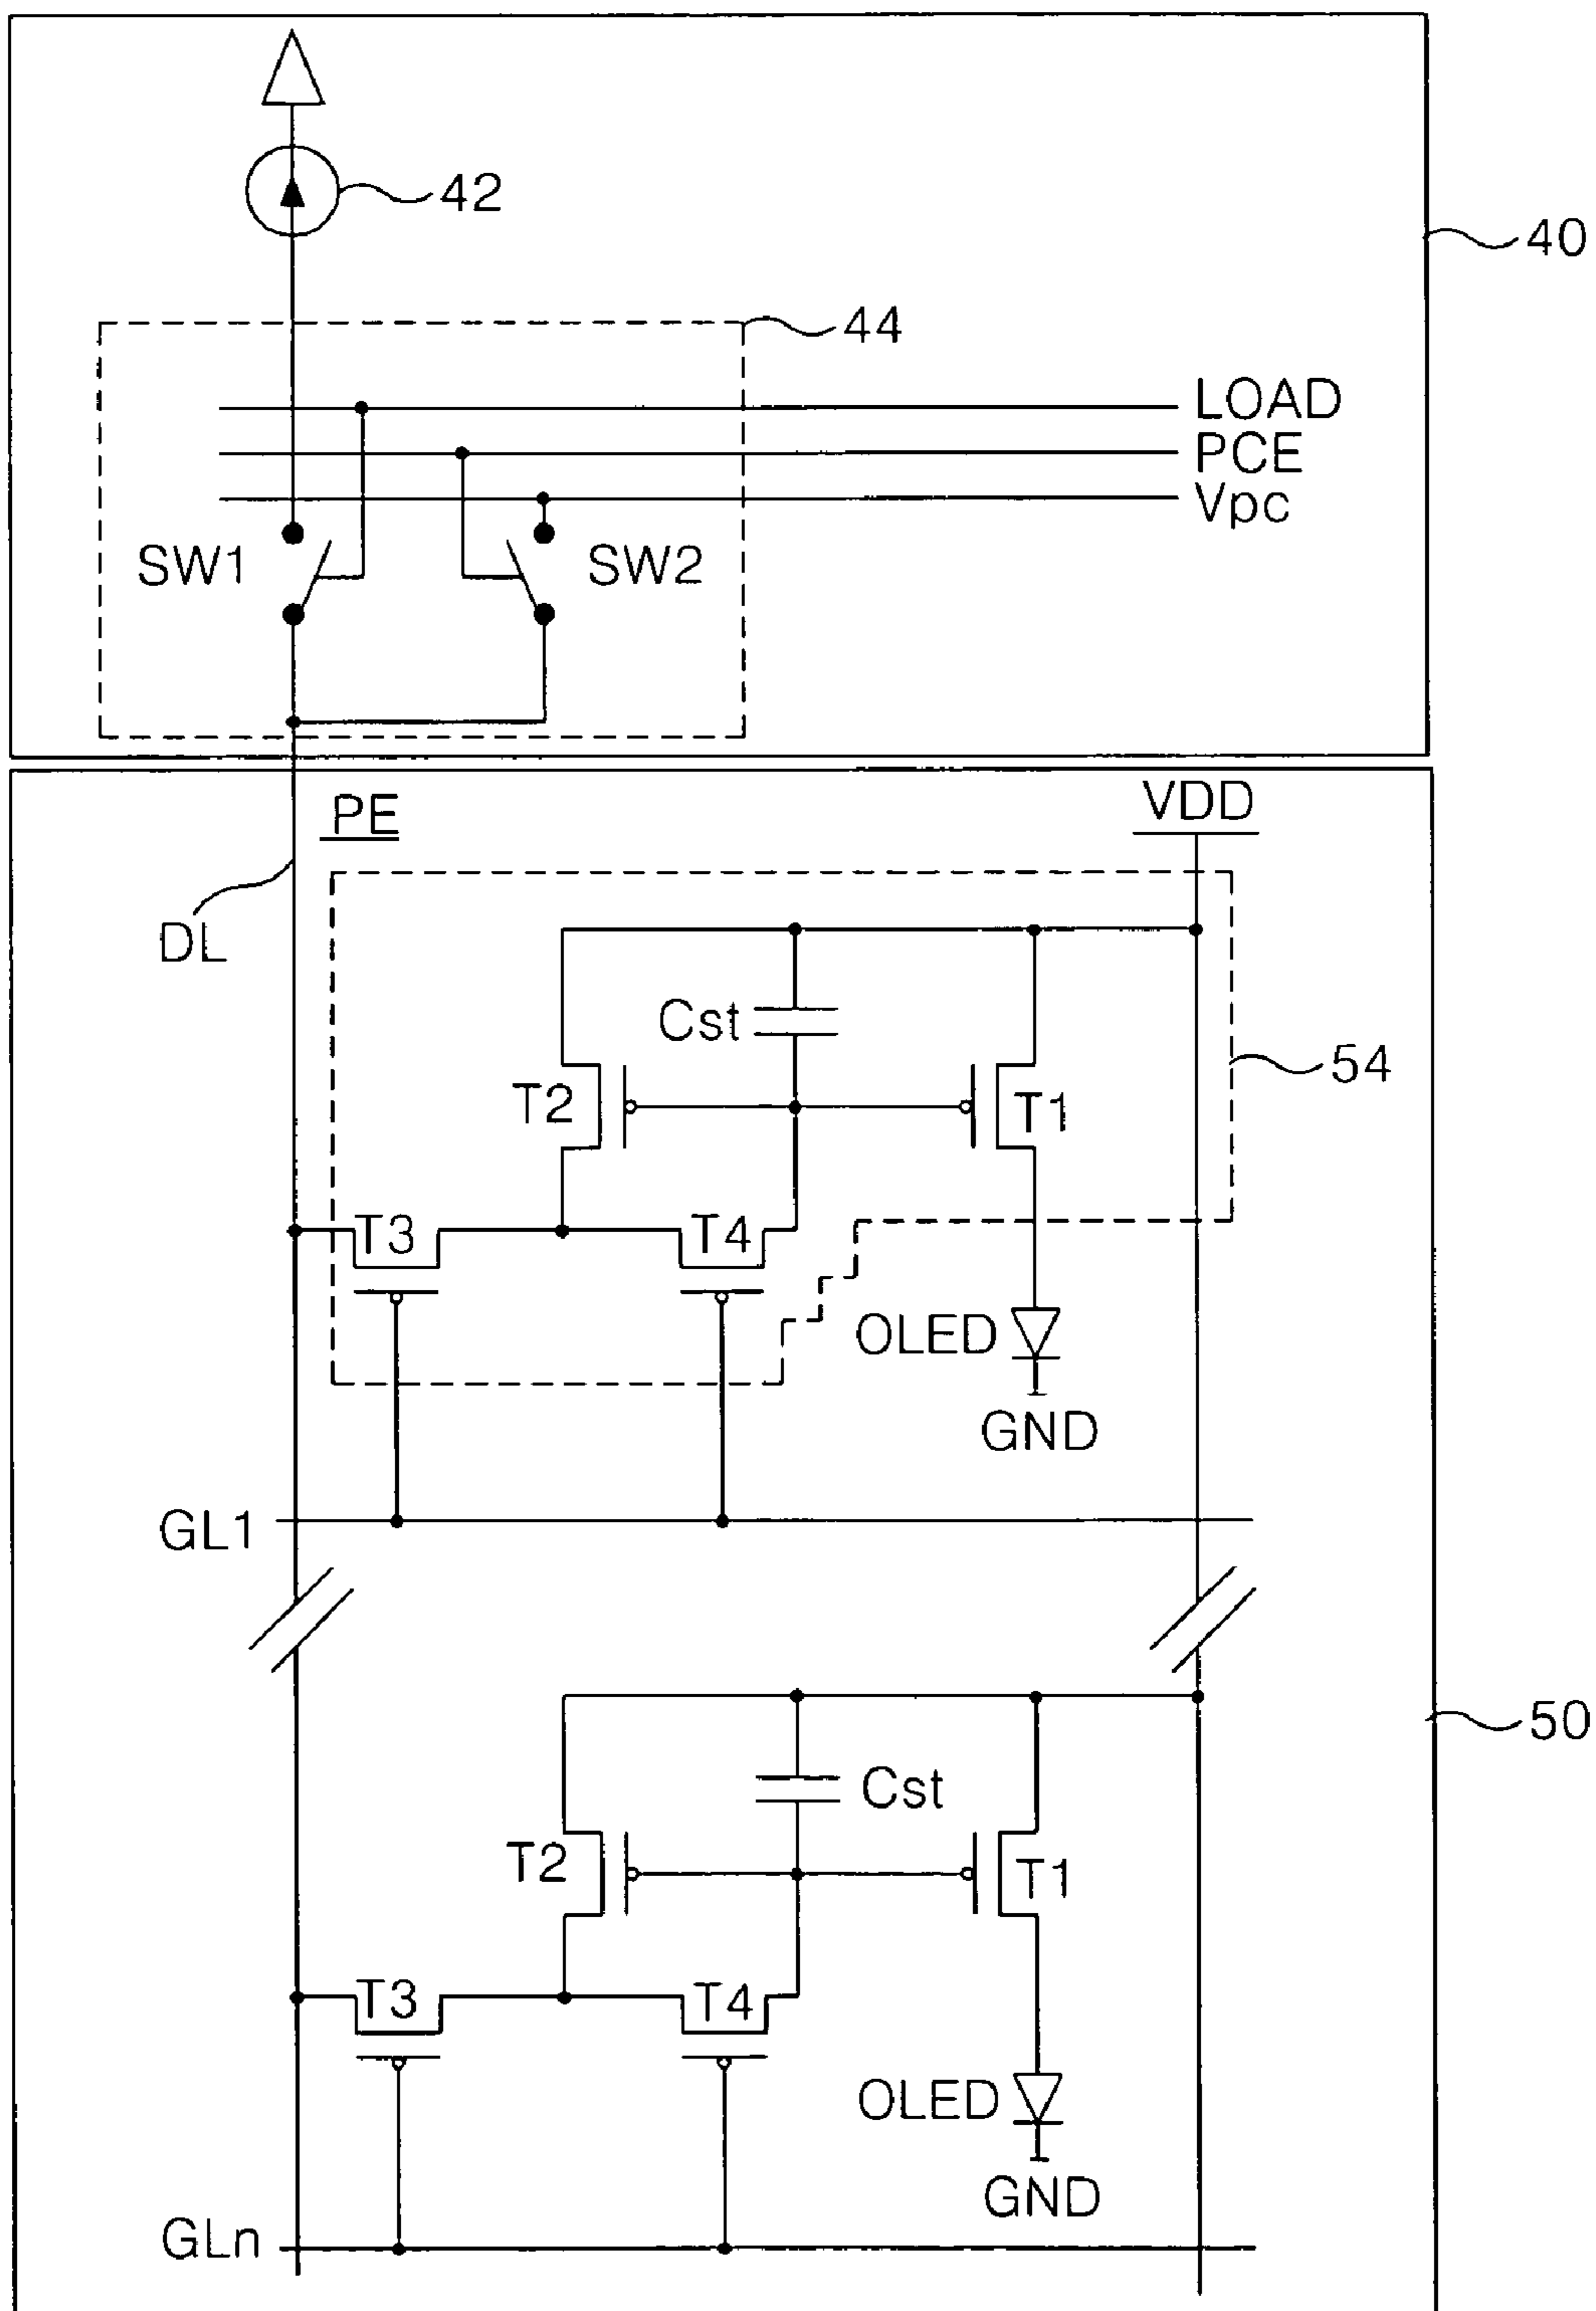 42
40
44
LOAD
PCE
Vpc
SW1
SW2
PE
VDD
DL
Cst
54
T2
T1
T3
T4
OLED
GND
GL1
50
Cst
T2
T1
T3
T4
OLED
GND
GLn